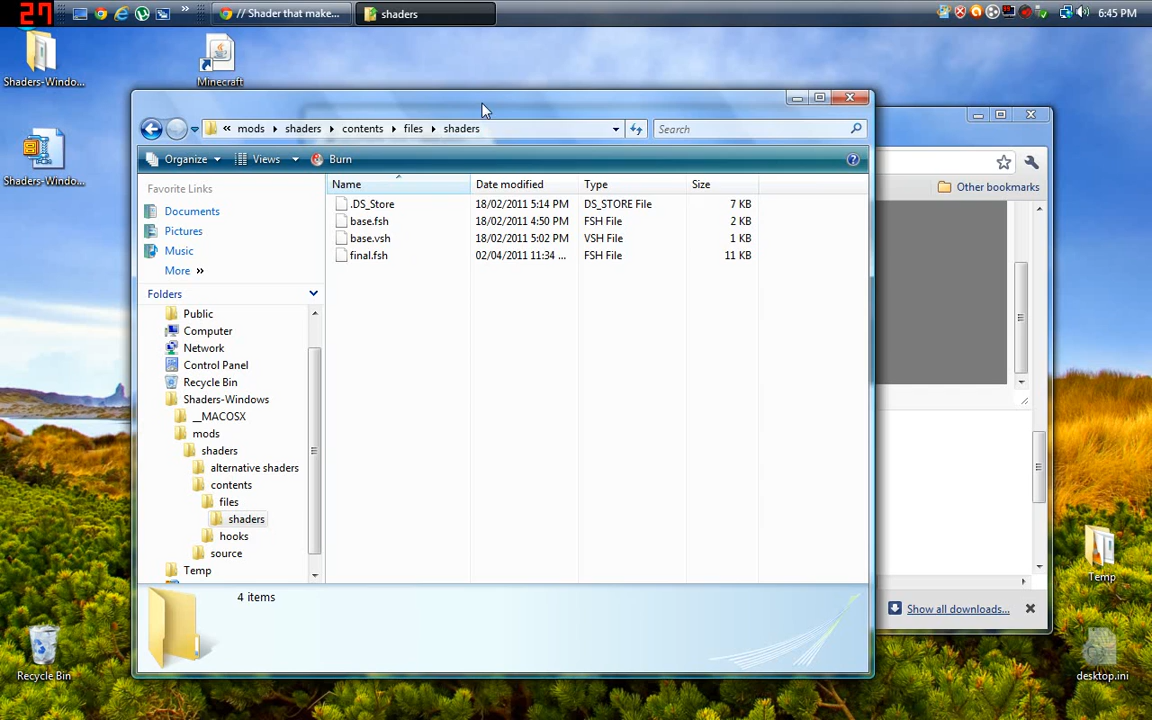 27
»
// Shader that make...
shaders
6:45 PM
Shaders-Windo...
Minecraft
Shaders-Windo...
« mods shaders contents files shaders
Search
Organize Views Burn
Favorite Links
Documents
Pictures
Music
More »
Folders
Public
Computer
Network
Control Panel
Recycle Bin
Shaders-Windows
__MACOSX
mods
shaders
alternative shaders
contents
files
shaders
hooks
source
Temp
Name Date modified Type Size
.DS_Store 18/02/2011 5:14 PM DS_STORE File 7 KB
base.fsh 18/02/2011 4:50 PM FSH File 2 KB
base.vsh 18/02/2011 5:02 PM VSH File 1 KB
final.fsh 02/04/2011 11:34 ... FSH File 11 KB
4 items
Other bookmarks
Show all downloads...
Temp
Recycle Bin
desktop.ini